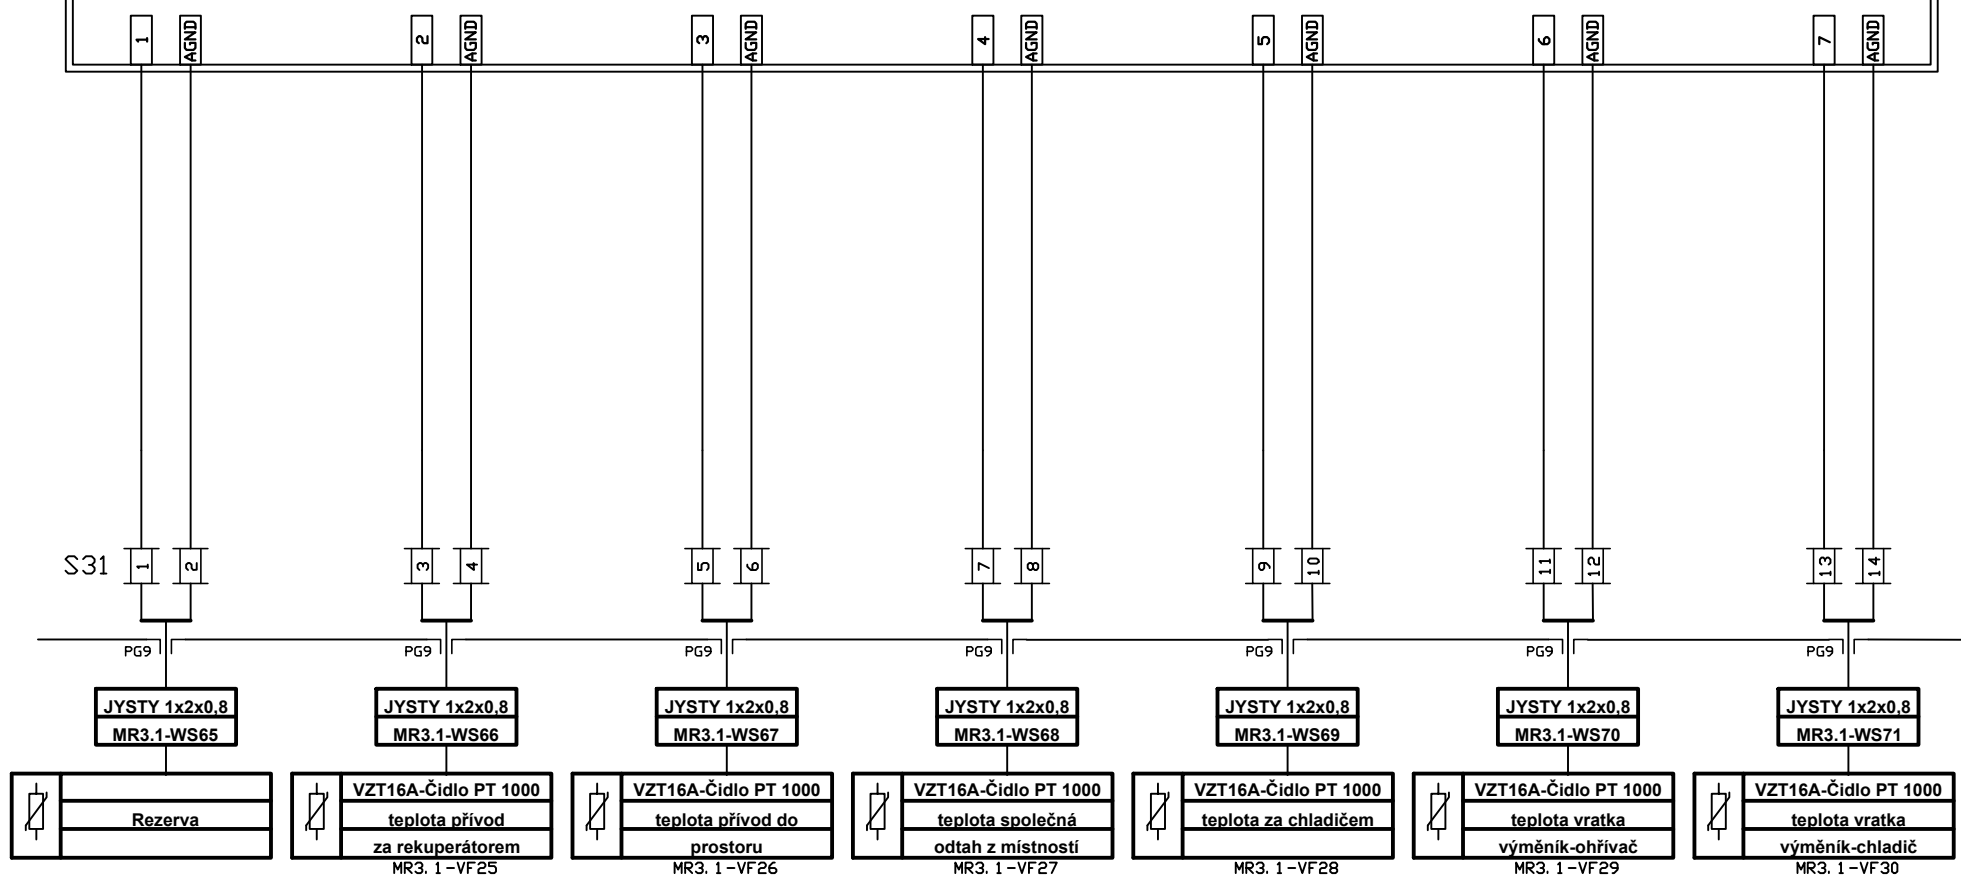 1 AGND 2 AGND 3 AGND 4 AGND 5 AGND 6 AGND 7 AGND
S31 1 2 3 4 5 6 7 8 9 10 11 12 13 14
PG9 PG9 PG9 PG9 PG9 PG9 PG9
JYSTY 1x2x0,8 JYSTY 1x2x0,8 JYSTY 1x2x0,8 JYSTY 1x2x0,8 JYSTY 1x2x0,8 JYSTY 1x2x0,8 JYSTY 1x2x0,8
MR3.1-WS65 MR3.1-WS66 MR3.1-WS67 MR3.1-WS68 MR3.1-WS69 MR3.1-WS70 MR3.1-WS71
VZT16A-Čidlo PT 1000 VZT16A-Čidlo PT 1000 VZT16A-Čidlo PT 1000 VZT16A-Čidlo PT 1000 VZT16A-Čidlo PT 1000 VZT16A-Čidlo PT 1000
Rezerva teplota přívod teplota přívod do teplota společná teplota za chladičem teplota vratka teplota vratka
za rekuperátorem prostoru odtah z místností výměník-ohřívač výměník-chladič
MR3.1-VF25 MR3.1-VF26 MR3.1-VF27 MR3.1-VF28 MR3.1-VF29 MR3.1-VF30